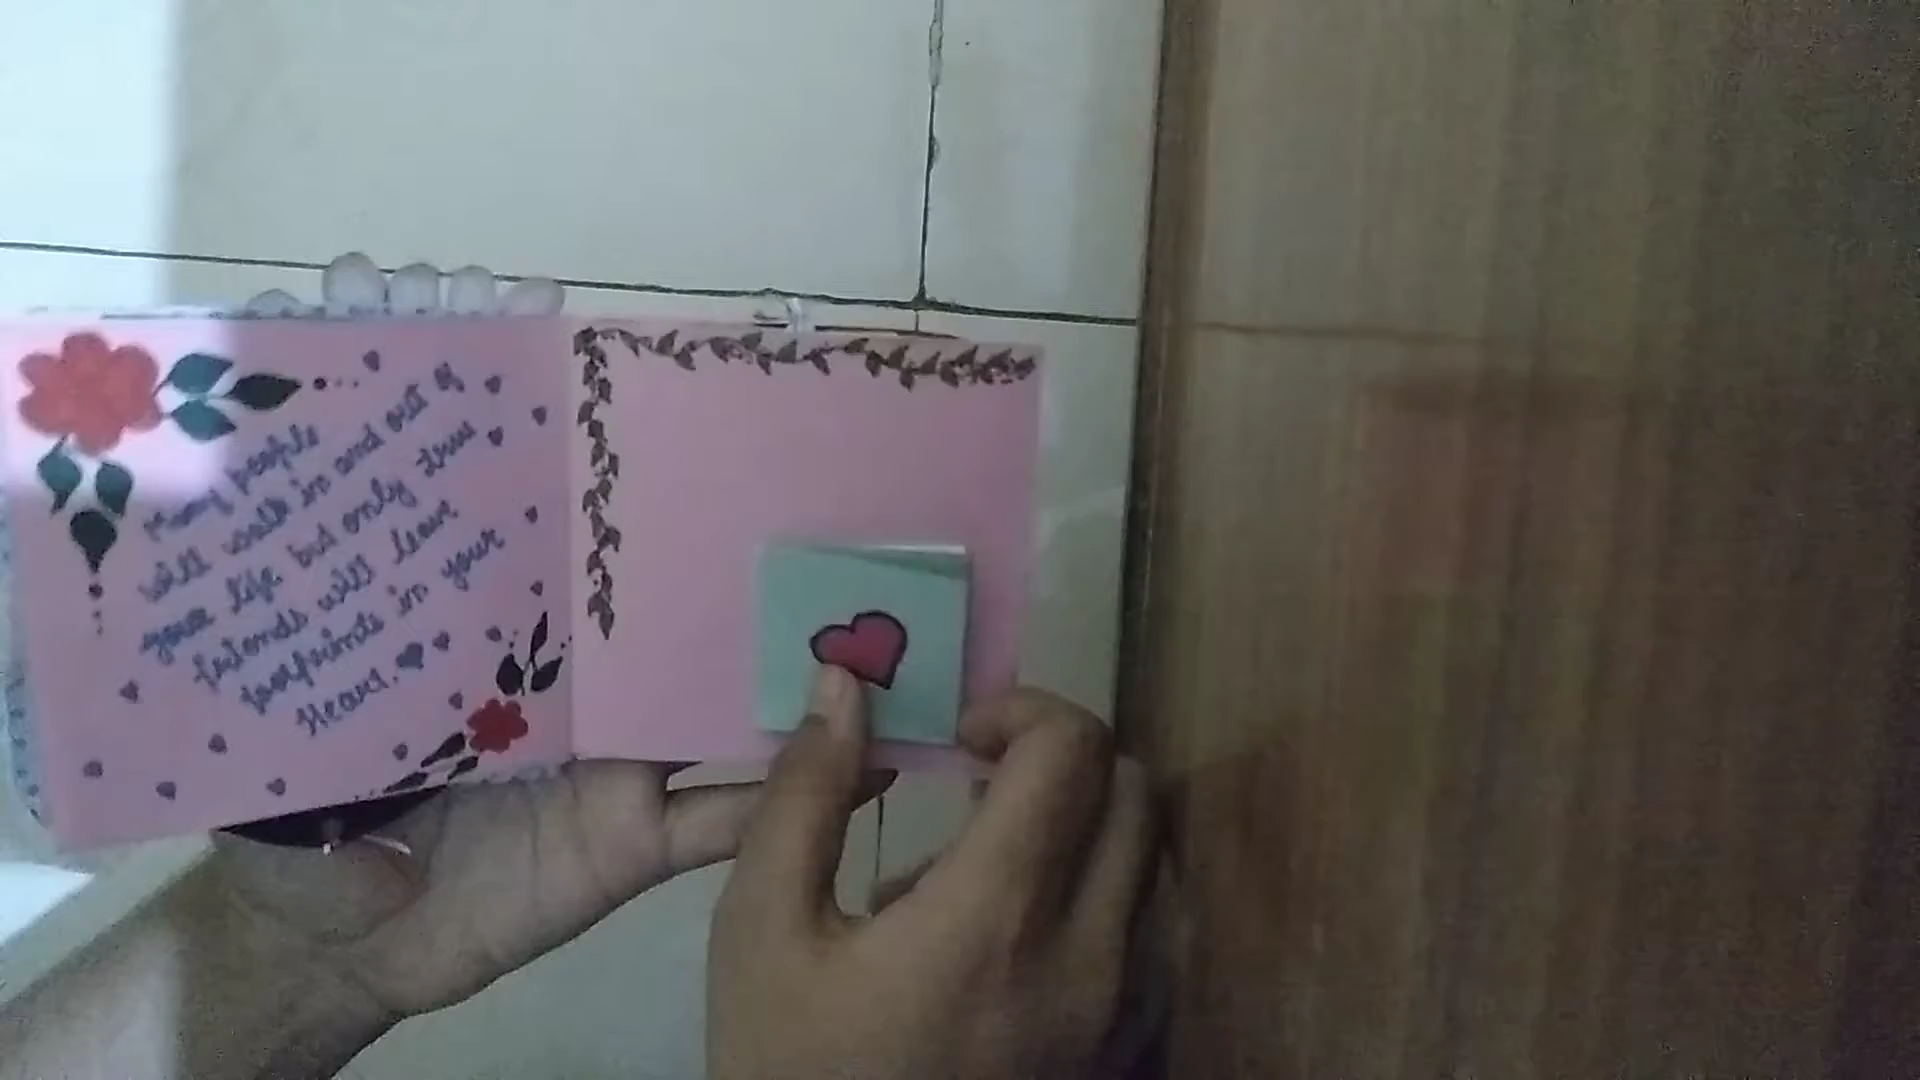 Many people
will walk in and out of
your life but only true
friends will leave
footprints in your
Heart.